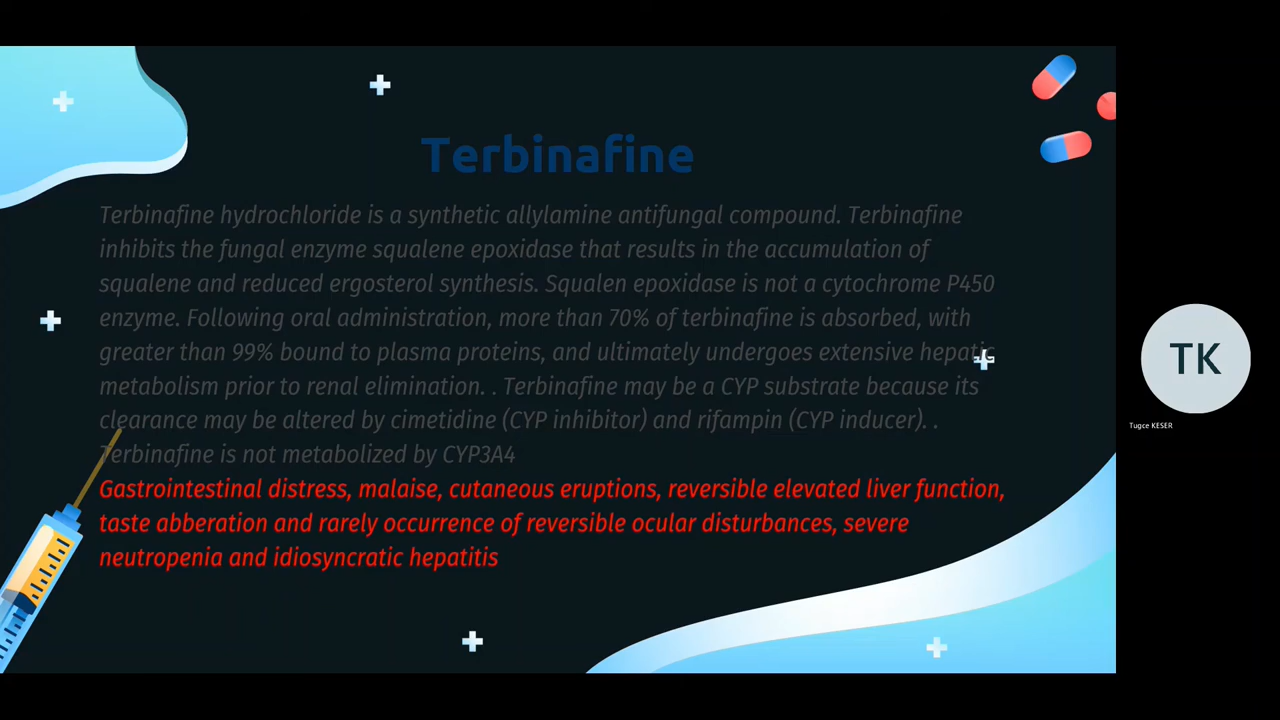 Terbinafine
Terbinafine hydrochloride is a synthetic allylamine antifungal compound. Terbinafine
inhibits the fungal enzyme squalene epoxidase that results in the accumulation of
squalene and reduced ergosterol synthesis. Squalen epoxidase is not a cytochrome P450
enzyme. Following oral administration, more than 70% of terbinafine is absorbed, with
greater than 99% bound to plasma proteins, and ultimately undergoes extensive hepatic
metabolism prior to renal elimination. . Terbinafine may be a CYP substrate because its
clearance may be altered by cimetidine (CYP inhibitor) and rifampin (CYP inducer). .
Terbinafine is not metabolized by CYP3A4
Gastrointestinal distress, malaise, cutaneous eruptions, reversible elevated liver function,
taste abberation and rarely occurrence of reversible ocular disturbances, severe
neutropenia and idiosyncratic hepatitis
TK
Tugce KESER